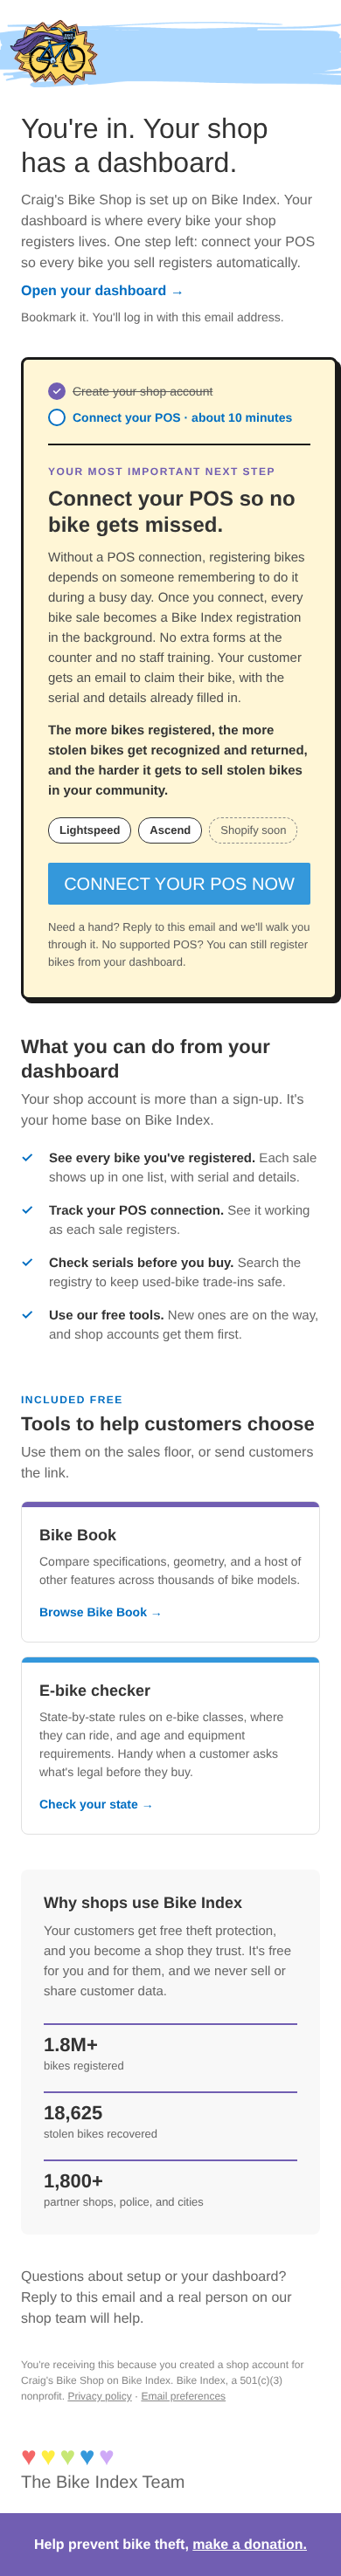 You're in. Your shop
has a dashboard.
Craig's Bike Shop is set up on Bike Index. Your
dashboard is where every bike your shop
registers lives. One step left: connect your POS
so every bike you sell registers automatically.
Open your dashboard →
Bookmark it. You'll log in with this email address.
Create your shop account
Connect your POS · about 10 minutes
YOUR MOST IMPORTANT NEXT STEP
Connect your POS so no
bike gets missed.
Without a POS connection, registering bikes
depends on someone remembering to do it
during a busy day. Once you connect, every
bike sale becomes a Bike Index registration
in the background. No extra forms at the
counter and no staff training. Your customer
gets an email to claim their bike, with the
serial and details already filled in.
The more bikes registered, the more
stolen bikes get recognized and returned,
and the harder it gets to sell stolen bikes
in your community.
Lightspeed Ascend Shopify soon
CONNECT YOUR POS NOW
Need a hand? Reply to this email and we'll walk you
through it. No supported POS? You can still register
bikes from your dashboard.
What you can do from your
dashboard
Your shop account is more than a sign-up. It's
your home base on Bike Index.
See every bike you've registered. Each sale
shows up in one list, with serial and details.
Track your POS connection. See it working
as each sale registers.
Check serials before you buy. Search the
registry to keep used-bike trade-ins safe.
Use our free tools. New ones are on the way,
and shop accounts get them first.
INCLUDED FREE
Tools to help customers choose
Use them on the sales floor, or send customers
the link.
Bike Book
Compare specifications, geometry, and a host of
other features across thousands of bike models.
Browse Bike Book →
E-bike checker
State-by-state rules on e-bike classes, where
they can ride, and age and equipment
requirements. Handy when a customer asks
what's legal before they buy.
Check your state →
Why shops use Bike Index
Your customers get free theft protection,
and you become a shop they trust. It's free
for you and for them, and we never sell or
share customer data.
1.8M+
bikes registered
18,625
stolen bikes recovered
1,800+
partner shops, police, and cities
Questions about setup or your dashboard?
Reply to this email and a real person on our
shop team will help.
You're receiving this because you created a shop account for
Craig's Bike Shop on Bike Index. Bike Index, a 501(c)(3)
nonprofit. Privacy policy · Email preferences
The Bike Index Team
Help prevent bike theft, make a donation.